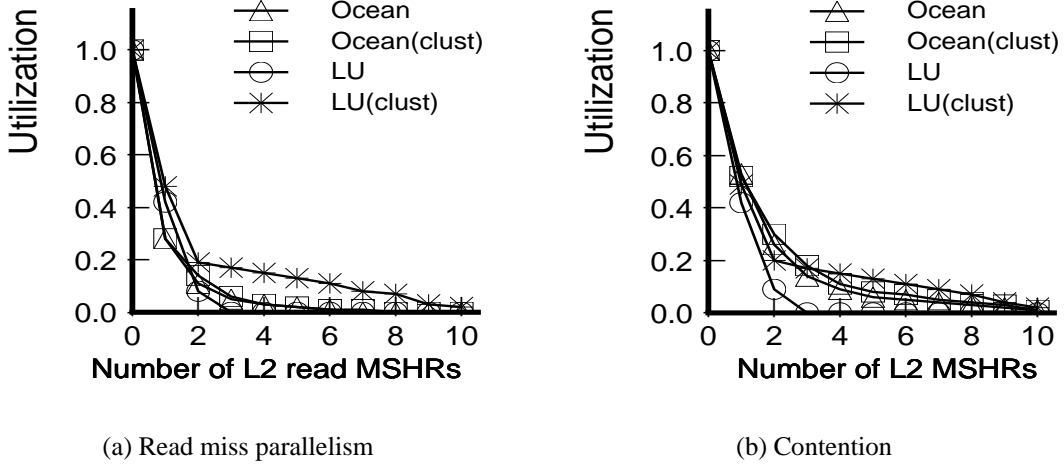 Ocean
Ocean(clust)
LU
LU(clust)
Utilization
1.0
0.8
0.6
0.4
0.2
0.0
0 2 4 6 8 10
Number of L2 read MSHRs
(a) Read miss parallelism
Ocean
Ocean(clust)
LU
LU(clust)
Utilization
1.0
0.8
0.6
0.4
0.2
0.0
0 2 4 6 8 10
Number of L2 MSHRs
(b) Contention